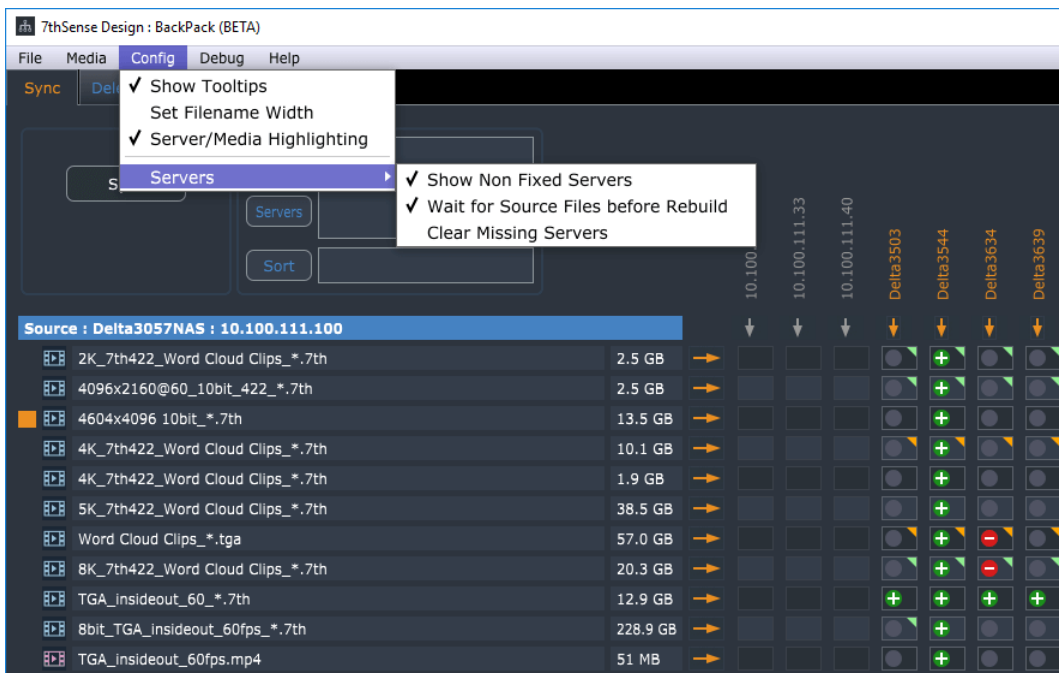 7thSense Design : BackPack (BETA)
File Media Config Debug Help
Sync
Show Tooltips
Set Filename Width
Server/Media Highlighting
Servers
Show Non Fixed Servers
Wait for Source Files before Rebuild
Clear Missing Servers
Servers
Sort
10.100.
10.100.111.33
10.100.111.40
Delta3503
Delta3544
Delta3634
Delta3639
Source : Delta3057NAS : 10.100.111.100
2K_7th422_Word Cloud Clips_*.7th 2.5 GB
4096x2160@60_10bit_422_*.7th 2.5 GB
4604x4096 10bit_*.7th 13.5 GB
4K_7th422_Word Cloud Clips_*.7th 10.1 GB
4K_7th422_Word Cloud Clips_*.7th 1.9 GB
5K_7th422_Word Cloud Clips_*.7th 38.5 GB
Word Cloud Clips_*.tga 57.0 GB
8K_7th422_Word Cloud Clips_*.7th 20.3 GB
TGA_insideout_60_*.7th 12.9 GB
8bit_TGA_insideout_60fps_*.7th 228.9 GB
TGA_insideout_60fps.mp4 51 MB